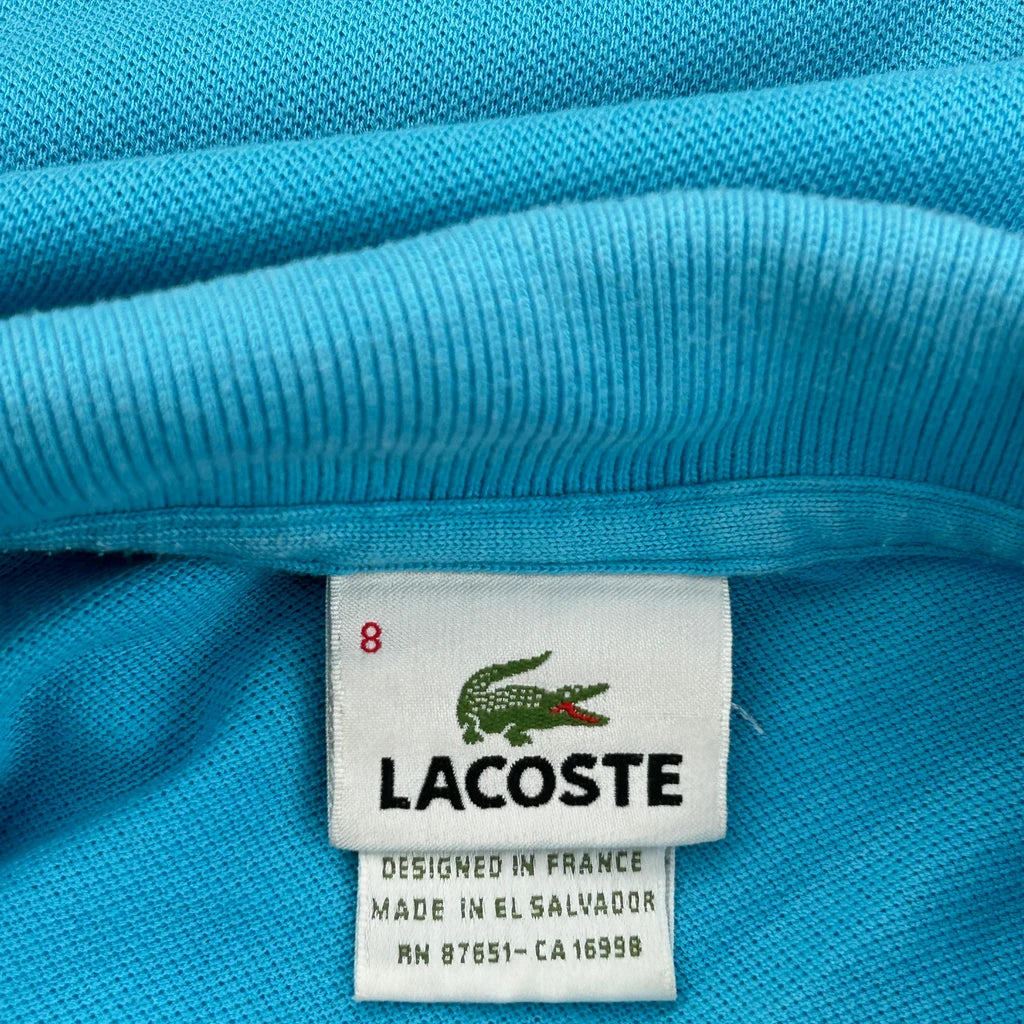 8
LACOSTE
DESIGNED IN FRANCE
MADE IN EL SALVADOR
RN 87651-CA 16998